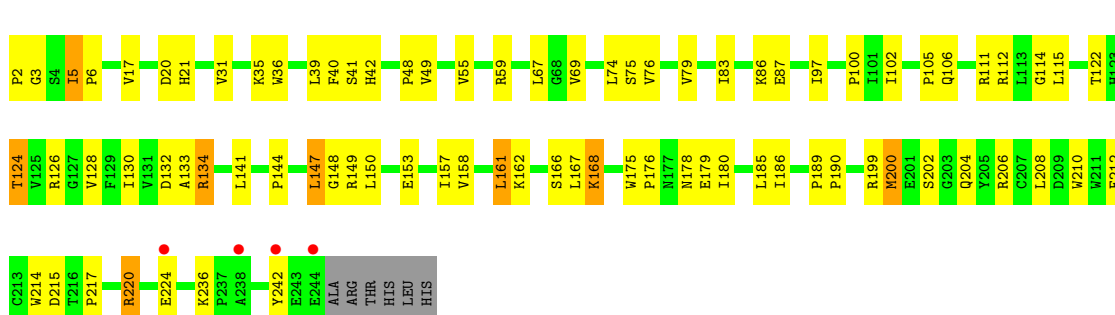 P2 G3 S4 I5 P6 V17 D20 H21 V31 K35 W36 L39 F40 S41 H42 P48 V49 V55 R59 L67 G68 V69 L74 S75 V76 V79 I83 K86 E87 I97 P100 I101 I102 P105 Q106 R111 R112 L113 G114 L115 T122 H123
T124 V125 R126 G127 V128 F129 I130 V131 D132 A133 R134 L141 P144 L147 G148 R149 L150 E153 I157 V158 L161 K162 S166 L167 K168 W175 P176 N177 N178 E179 I180 L185 I186 P189 P190 R199 M200 E201 S202 G203 Q204 Y205 R206 C207 L208 D209 W210 W211
C213 W214 D215 T216 P217 R220 E224 K236 P237 A238 Y242 E243 E244 ALA ARG THR HIS LEU HIS